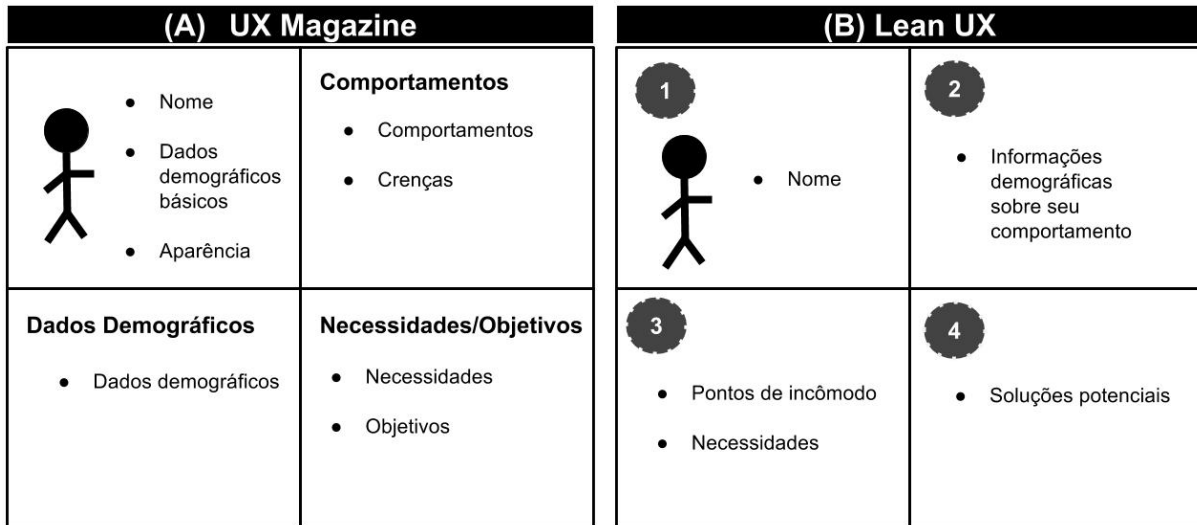 (A) UX Magazine
● Nome
● Dados
demográficos
básicos
● Aparência
Comportamentos
● Comportamentos
● Crenças
Dados Demográficos
● Dados demográficos
Necessidades/Objetivos
● Necessidades
● Objetivos
(B) Lean UX
1
● Nome
2
● Informações
demográficas
sobre seu
comportamento
3
● Pontos de incômodo
● Necessidades
4
● Soluções potenciais